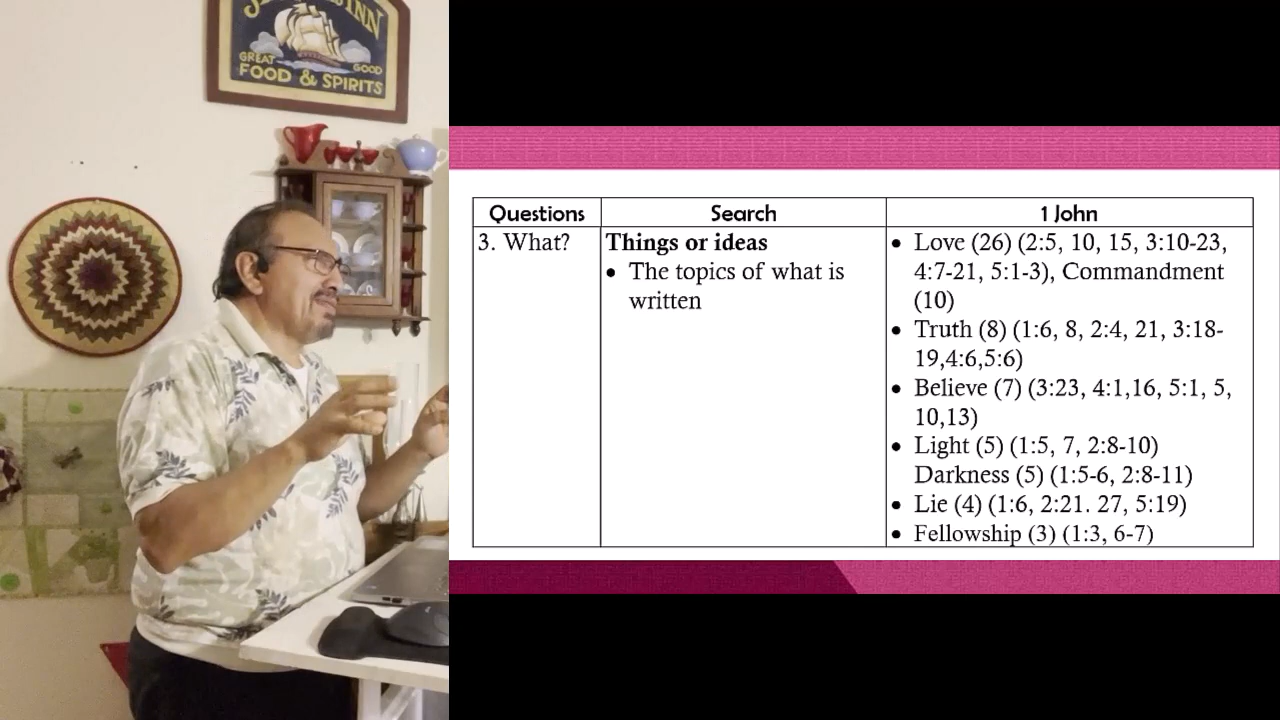 INN
GREAT GOOD
FOOD & SPIRITS
Questions Search 1 John
3. What? Things or ideas
• The topics of what is
written
• Love (26) (2:5, 10, 15, 3:10-23,
4:7-21, 5:1-3), Commandment
(10)
• Truth (8) (1:6, 8, 2:4, 21, 3:18-
19,4:6,5:6)
• Believe (7) (3:23, 4:1,16, 5:1, 5,
10,13)
• Light (5) (1:5, 7, 2:8-10)
Darkness (5) (1:5-6, 2:8-11)
• Lie (4) (1:6, 2:21. 27, 5:19)
• Fellowship (3) (1:3, 6-7)